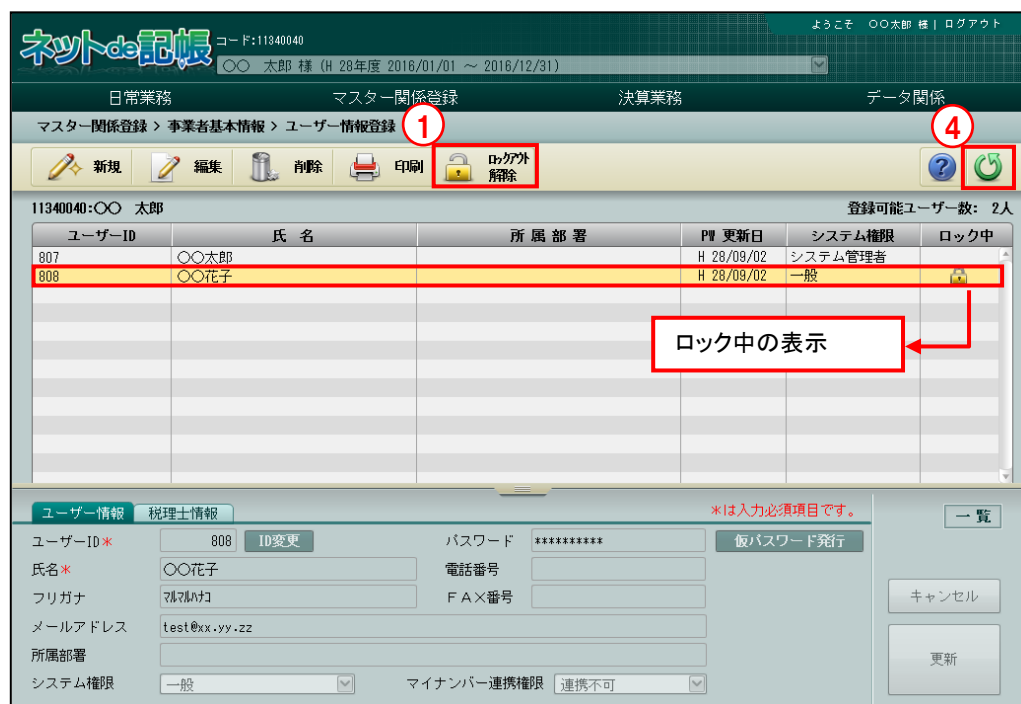 ようこそ 〇〇太郎 様 | ログアウト
ネットde記帳 コード:11340040
〇〇 太郎 様 (H 28年度 2016/01/01 ～ 2016/12/31)
日常業務 マスター関係登録 決算業務 データ関係
マスター関係登録 > 事業者基本情報 > ユーザー情報登録 1 4
新規 編集 削除 印刷 ロックアウト解除 ?
11340040:〇〇 太郎 登録可能ユーザー数: 2人
ユーザーID 氏 名 所 属 部 署 PW 更新日 システム権限 ロック中
807 〇〇太郎 H 28/09/02 システム管理者
808 〇〇花子 H 28/09/02 一般
ロック中の表示
ユーザー情報 税理士情報 *は入力必須項目です。 一 覧
ユーザーID* 808 ID変更 パスワード ********** 仮パスワード発行
氏名* 〇〇花子 電話番号
フリガナ マルマルハナコ FAX番号 キャンセル
メールアドレス test@xx.yy.zz
所属部署 更新
システム権限 一般 マイナンバー連携権限 連携不可